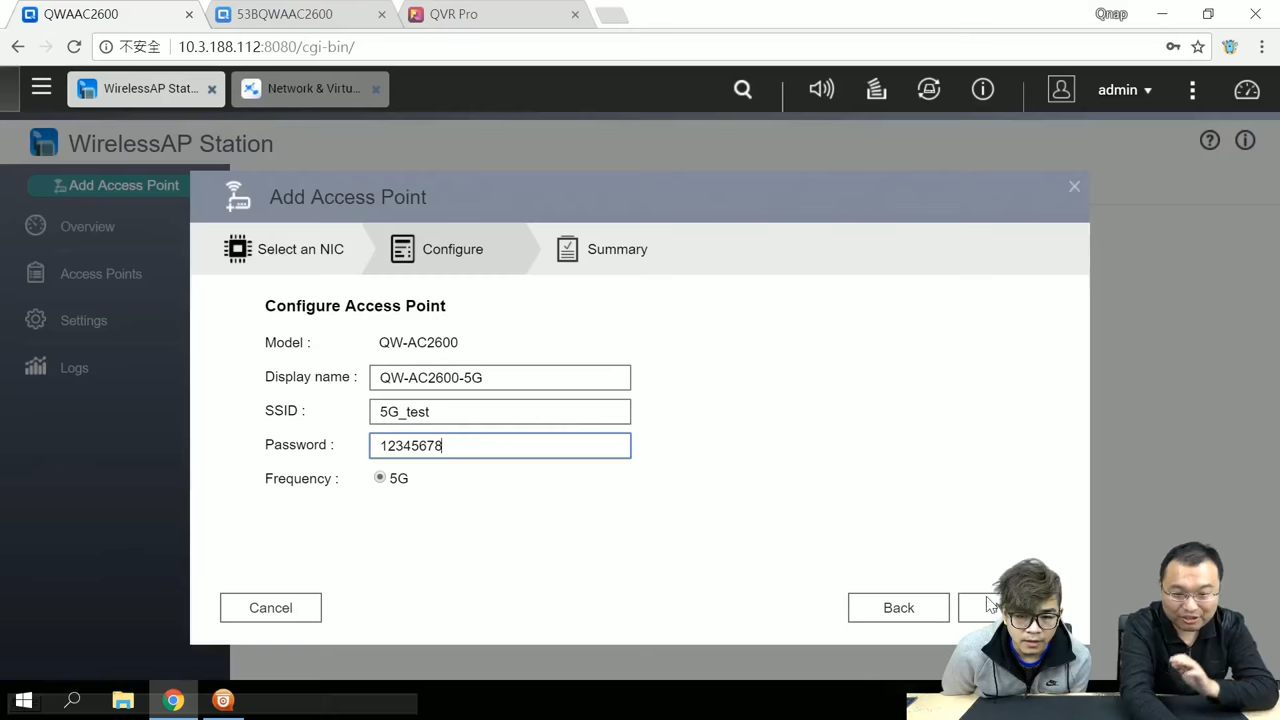 QWAAC2600
53BQWAAC2600
QVR Pro
Qnap
不安全
10.3.188.112:8080/cgi-bin/
WirelessAP Stat...
Network & Virtu...
admin
WirelessAP Station
Add Access Point
Overview
Access Points
Settings
Logs
Add Access Point
Select an NIC
Configure
Summary
Configure Access Point
Model :
QW-AC2600
Display name :
QW-AC2600-5G
SSID :
5G_test
Password :
12345678
Frequency :
5G
Cancel
Back